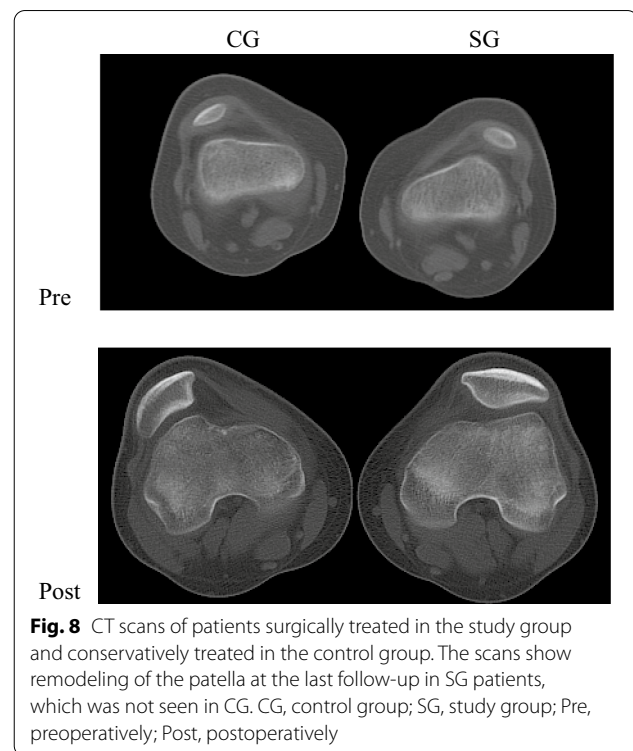 CG SG
Pre
Post
Fig. 8 CT scans of patients surgically treated in the study group
and conservatively treated in the control group. The scans show
remodeling of the patella at the last follow-up in SG patients,
which was not seen in CG. CG, control group; SG, study group; Pre,
preoperatively; Post, postoperatively